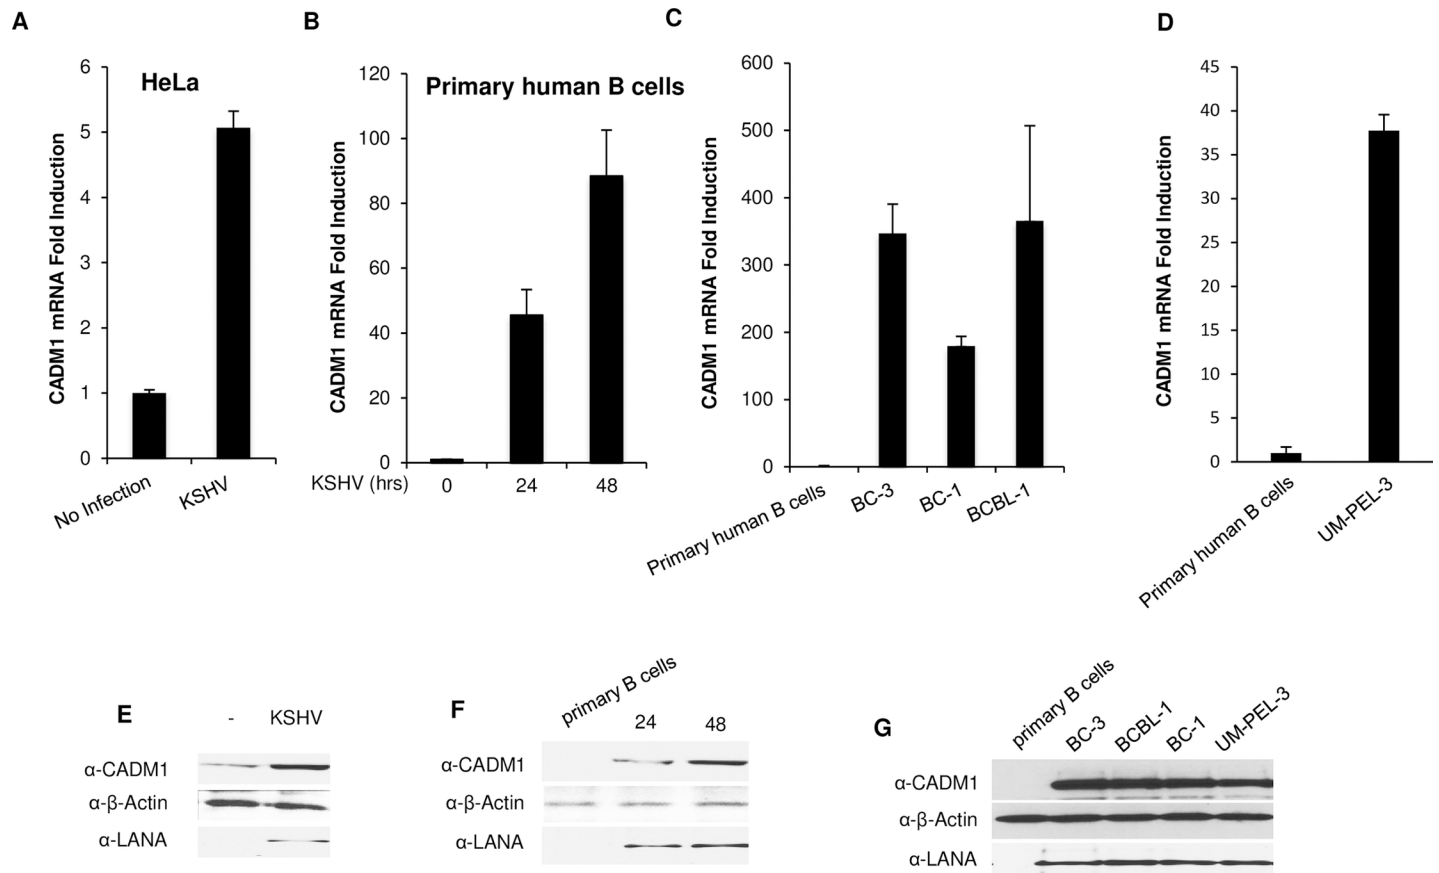 A
HeLa
CADM1 mRNA Fold Induction
6
5
4
3
2
1
0
No Infection
KSHV
B
Primary human B cells
CADM1 mRNA Fold Induction
120
100
80
60
40
20
0
KSHV (hrs)
0
24
48
C
CADM1 mRNA Fold Induction
600
500
400
300
200
100
0
Primary human B cells
BC-3
BC-1
BCBL-1
D
CADM1 mRNA Fold Induction
45
40
35
30
25
20
15
10
5
0
Primary human B cells
UM-PEL-3
E
-
KSHV
α-CADM1
α-β-Actin
α-LANA
F
primary B cells
24
48
α-CADM1
α-β-Actin
α-LANA
G
primary B cells
BC-3
BCBL-1
BC-1
UM-PEL-3
α-CADM1
α-β-Actin
α-LANA